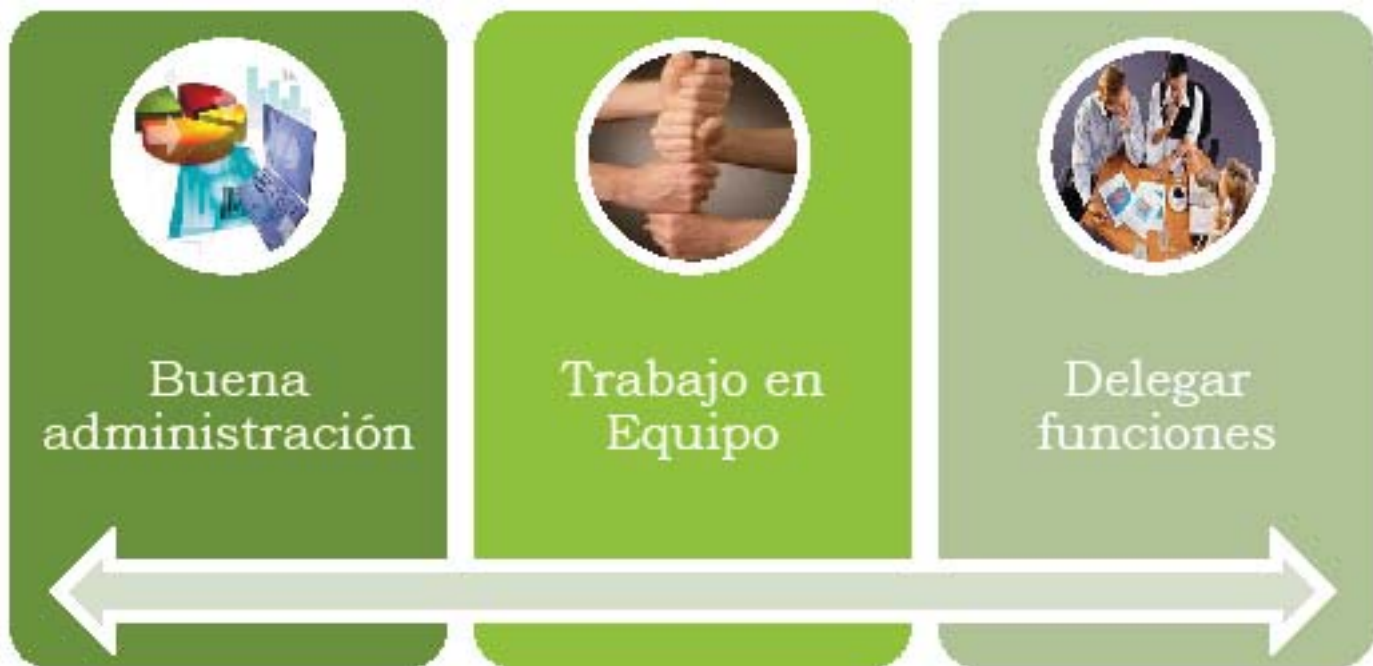 Buena
administración
Trabajo en
Equipo
Delegar
funciones